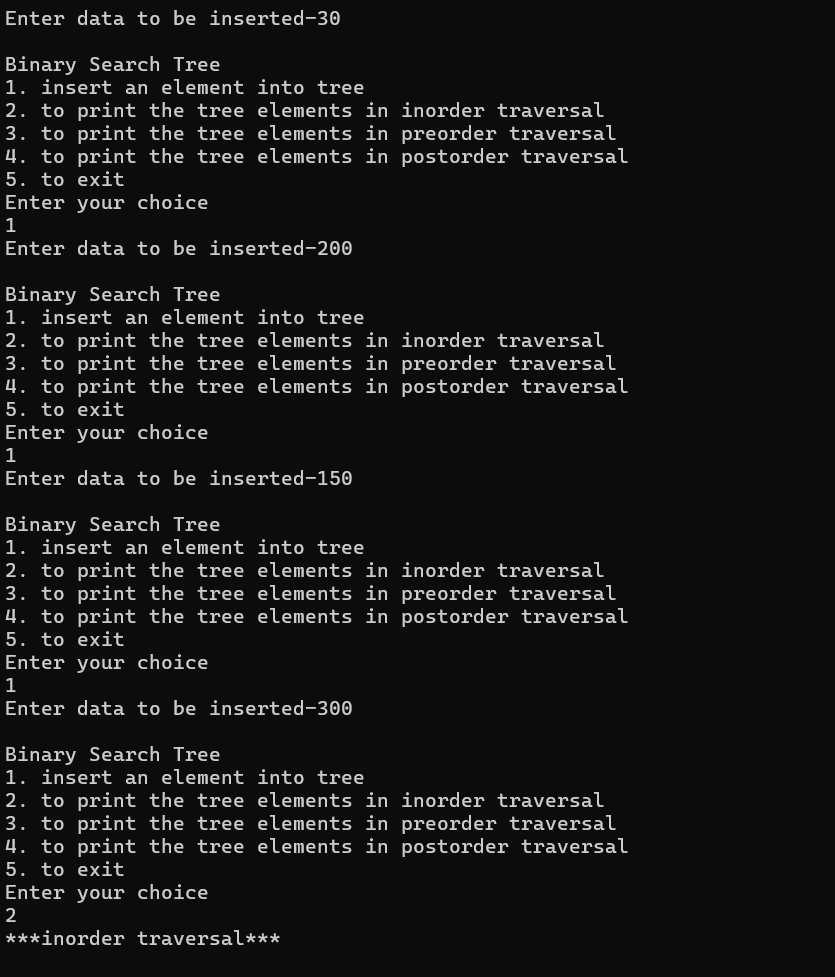 Enter data to be inserted-30
Binary Search Tree
1. insert an element into tree
2. to print the tree elements in inorder traversal
3. to print the tree elements in preorder traversal
4. to print the tree elements in postorder traversal
5. to exit
Enter your choice
1
Enter data to be inserted-200
Binary Search Tree
1. insert an element into tree
2. to print the tree elements in inorder traversal
3. to print the tree elements in preorder traversal
4. to print the tree elements in postorder traversal
5. to exit
Enter your choice
1
Enter data to be inserted-150
Binary Search Tree
1. insert an element into tree
2. to print the tree elements in inorder traversal
3. to print the tree elements in preorder traversal
4. to print the tree elements in postorder traversal
5. to exit
Enter your choice
1
Enter data to be inserted-300
Binary Search Tree
1. insert an element into tree
2. to print the tree elements in inorder traversal
3. to print the tree elements in preorder traversal
4. to print the tree elements in postorder traversal
5. to exit
Enter your choice
2
***inorder traversal***